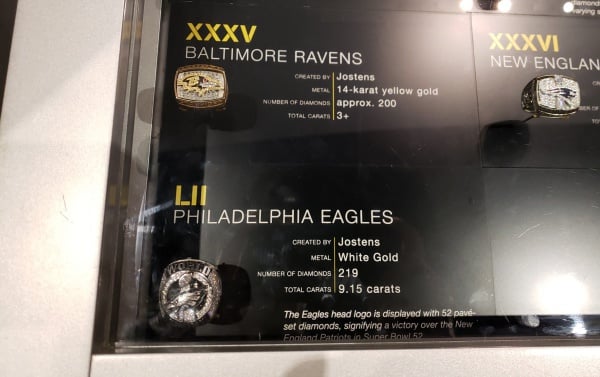 XXXV
BALTIMORE RAVENS
CREATED BY Jostens
METAL 14-karat yellow gold
NUMBER OF DIAMONDS approx. 200
TOTAL CARATS 3+
diamond
varying s
XXXVI
NEW ENGLAN
LII
PHILADELPHIA EAGLES
CREATED BY Jostens
METAL White Gold
NUMBER OF DIAMONDS 219
TOTAL CARATS 9.15 carats
The Eagles head logo is displayed with 52 pavé-
set diamonds, signifying a victory over the New
England Patriots in Super Bowl 52
WORLD